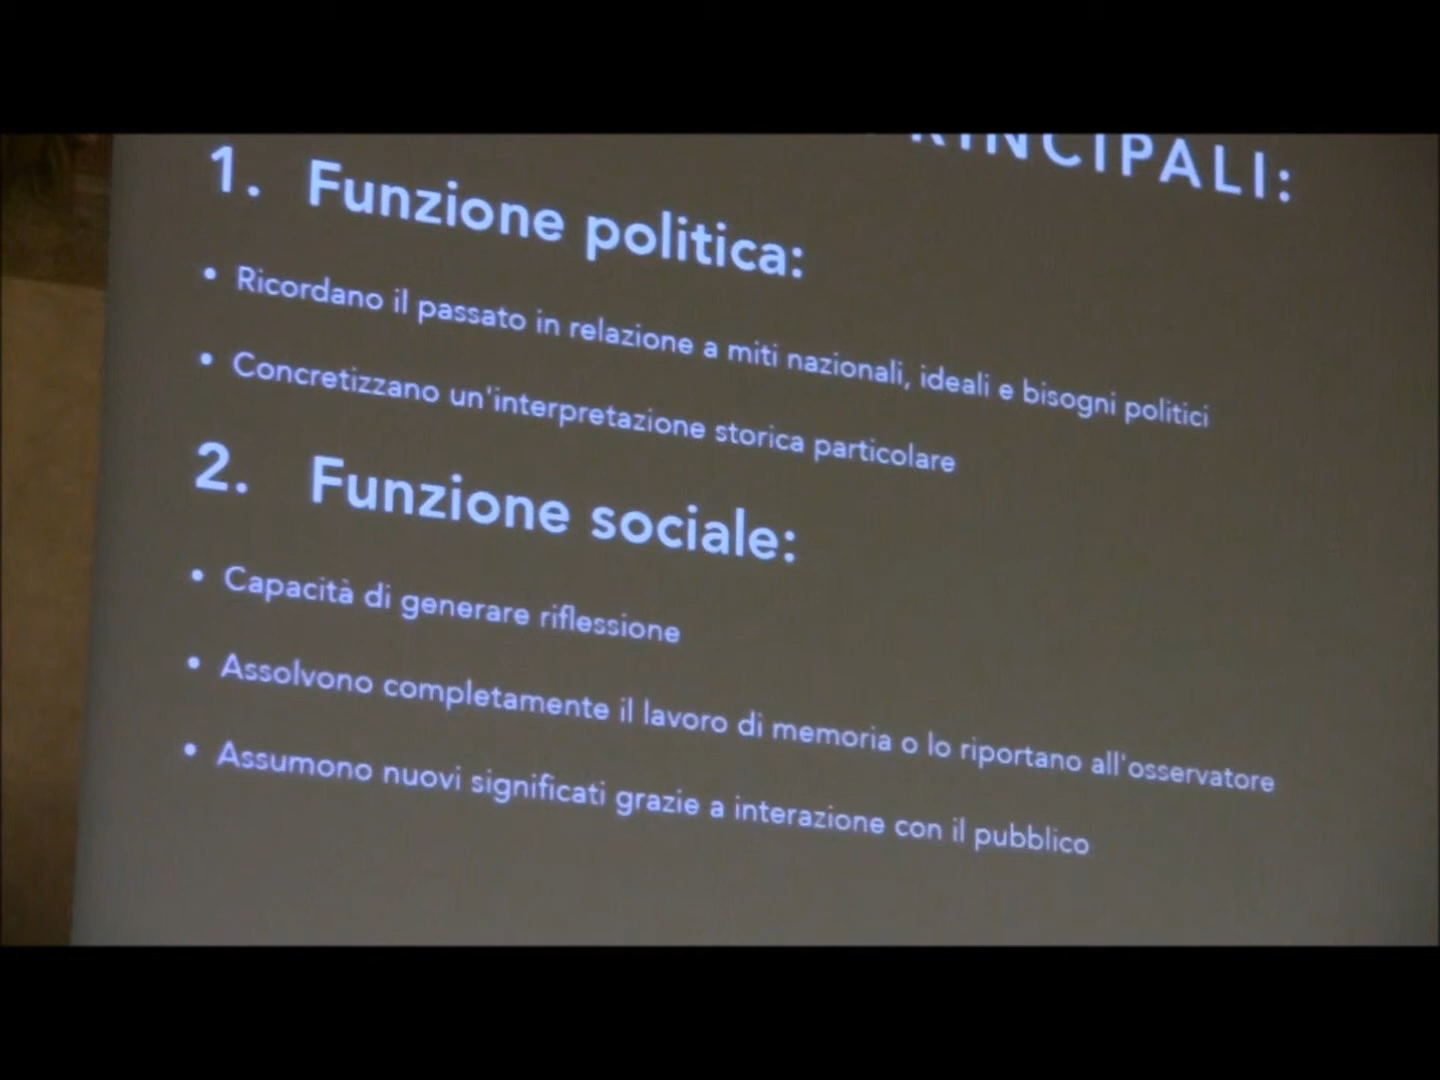 PRINCIPALI:
1. Funzione politica:
• Ricordano il passato in relazione a miti nazionali, ideali e bisogni politici
• Concretizzano un'interpretazione storica particolare
2. Funzione sociale:
• Capacità di generare riflessione
• Assolvono completamente il lavoro di memoria o lo riportano all'osservatore
• Assumono nuovi significati grazie a interazione con il pubblico